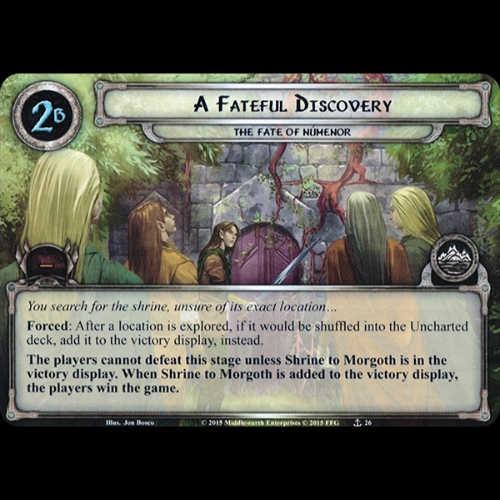 2B
A Fateful Discovery
The Fate of Númenor
You search for the shrine, unsure of its exact location…
Forced: After a location is explored, if it would be shuffled into the Uncharted
deck, add it to the victory display, instead.
The players cannot defeat this stage unless Shrine to Morgoth is in the
victory display. When Shrine to Morgoth is added to the victory display,
the players win the game.
Illus. Jon Bosco © 2015 Middle-earth Enterprises © 2015 FFG 26